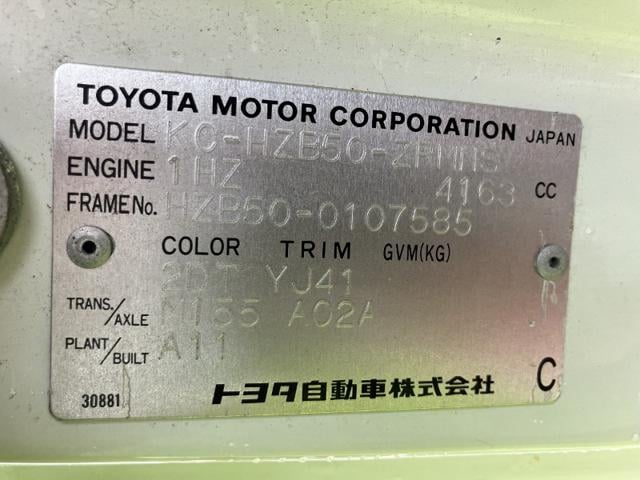 TOYOTA MOTOR CORPORATION JAPAN
MODEL KC-HZB50-ZPMNS
ENGINE 1HZ 4163 CC
FRAME No. HZB50-0107585
COLOR TRIM GVM(KG)
2DT YJ41
TRANS./AXLE M155 A02A
PLANT/BUILT A11
30881 トヨタ自動車株式会社 C